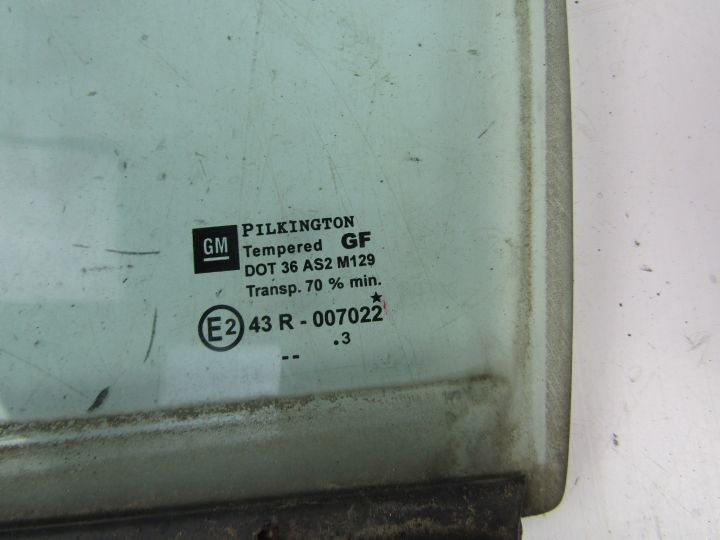 GM PILKINGTON
Tempered GF
DOT 36 AS2 M129
Transp. 70 % min.
E2 43 R - 007022
-- .3